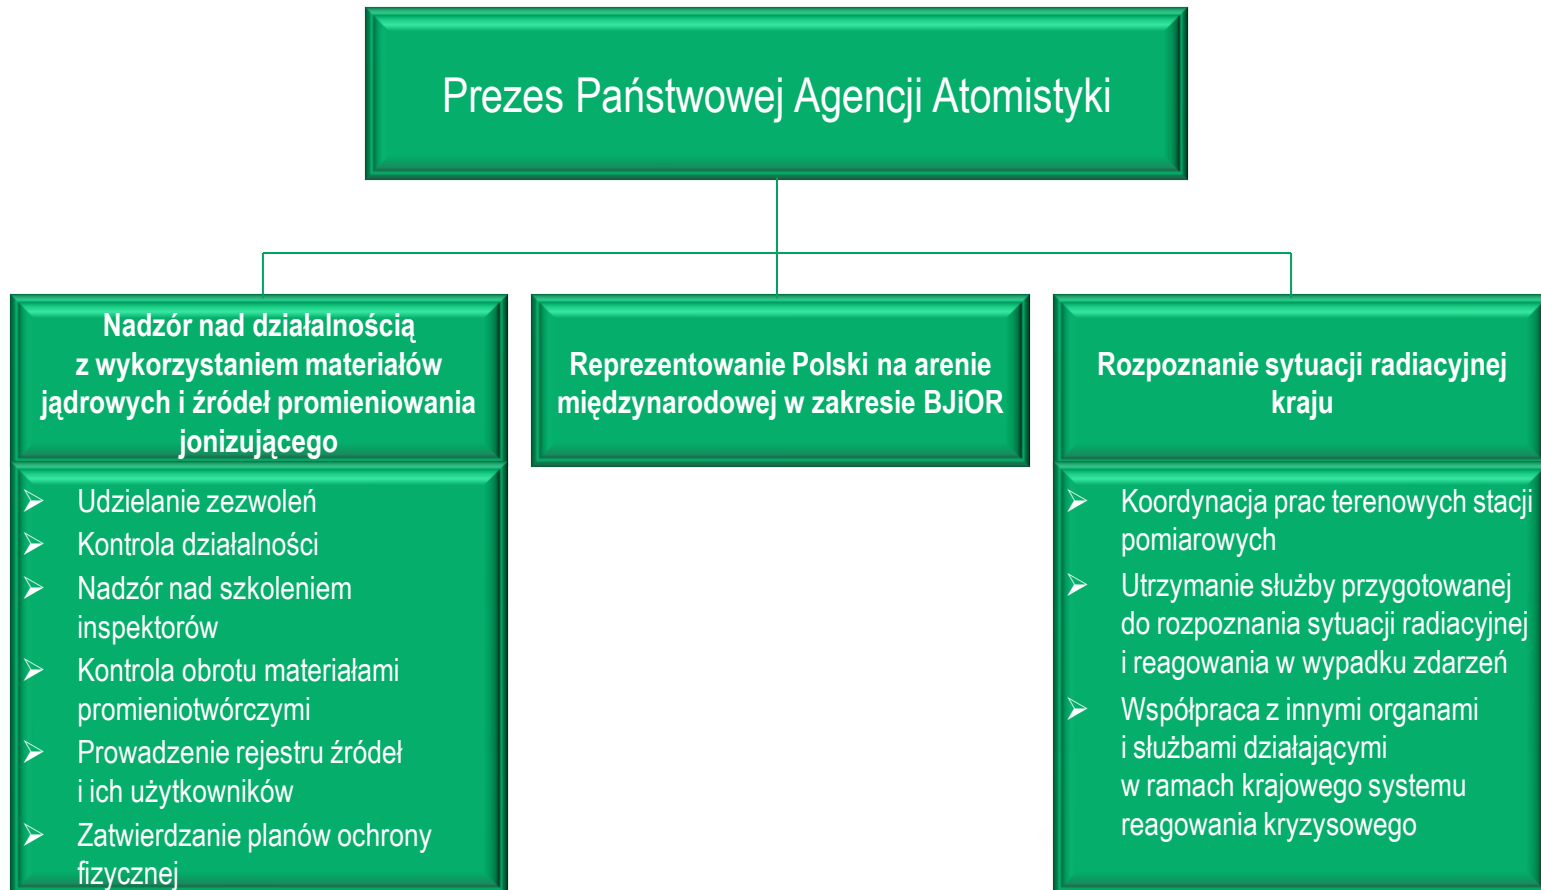 Prezes Państwowej Agencji Atomistyki
Nadzór nad działalnością
z wykorzystaniem materiałów
jądrowych i źródeł promieniowania
jonizującego
➢ Udzielanie zezwoleń
➢ Kontrola działalności
➢ Nadzór nad szkoleniem
inspektorów
➢ Kontrola obrotu materiałami
promieniotwórczymi
➢ Prowadzenie rejestru źródeł
i ich użytkowników
➢ Zatwierdzanie planów ochrony
fizycznej
Reprezentowanie Polski na arenie
międzynarodowej w zakresie BJiOR
Rozpoznanie sytuacji radiacyjnej
kraju
➢ Koordynacja prac terenowych stacji
pomiarowych
➢ Utrzymanie służby przygotowanej
do rozpoznania sytuacji radiacyjnej
i reagowania w wypadku zdarzeń
➢ Współpraca z innymi organami
i służbami działającymi
w ramach krajowego systemu
reagowania kryzysowego